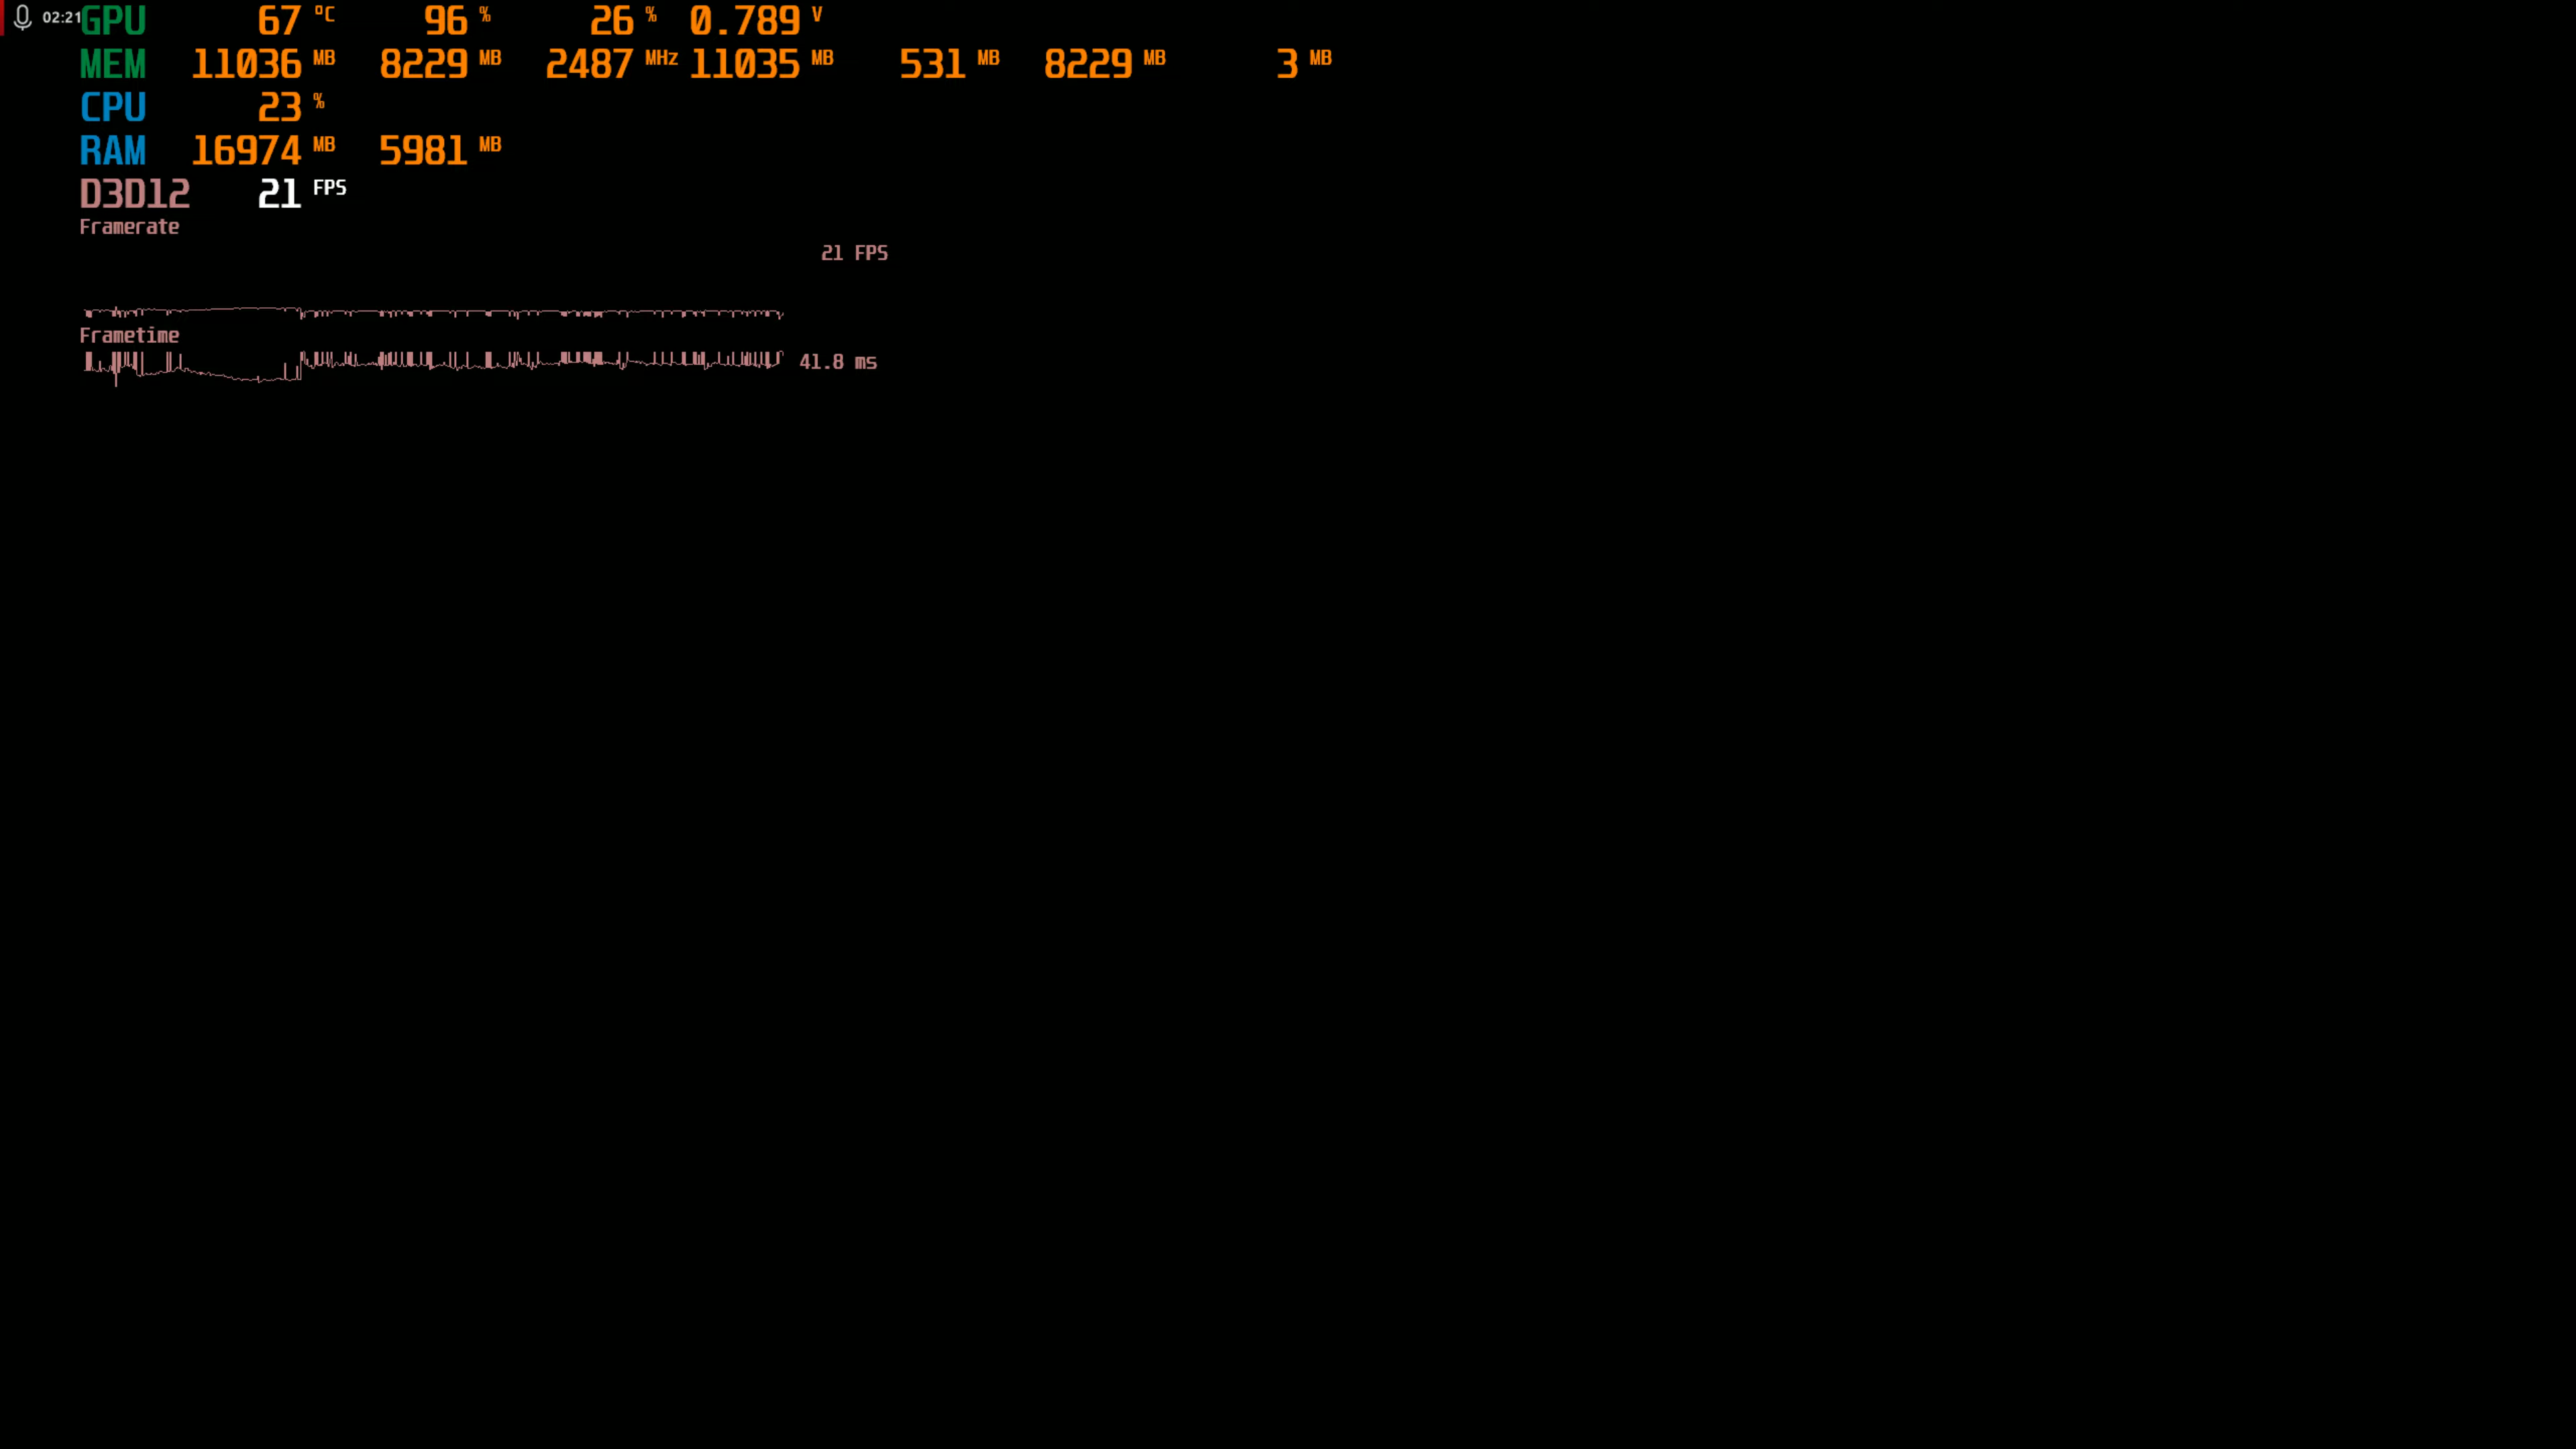 02:21 GPU 67 °C 96 % 26 % 0.789 V
MEM 11036 MB 8229 MB 2487 MHz 11035 MB 531 MB 8229 MB 3 MB
CPU 23 %
RAM 16974 MB 5981 MB
D3D12 21 FPS
Framerate
21 FPS
Frametime
41.8 ms